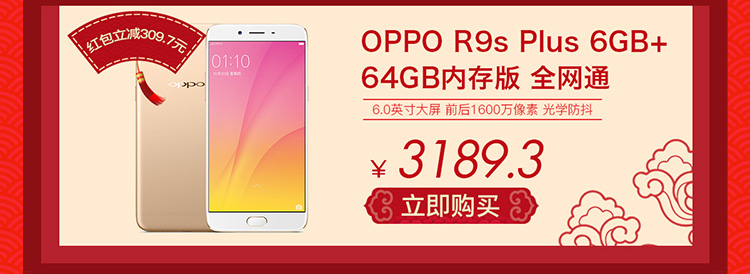 红包立减309.7元
OPPO R9s Plus 6GB+
64GB内存版 全网通
6.0英寸大屏 前后1600万像素 光学防抖
¥ 3189.3
立即购买
oppo
01:10